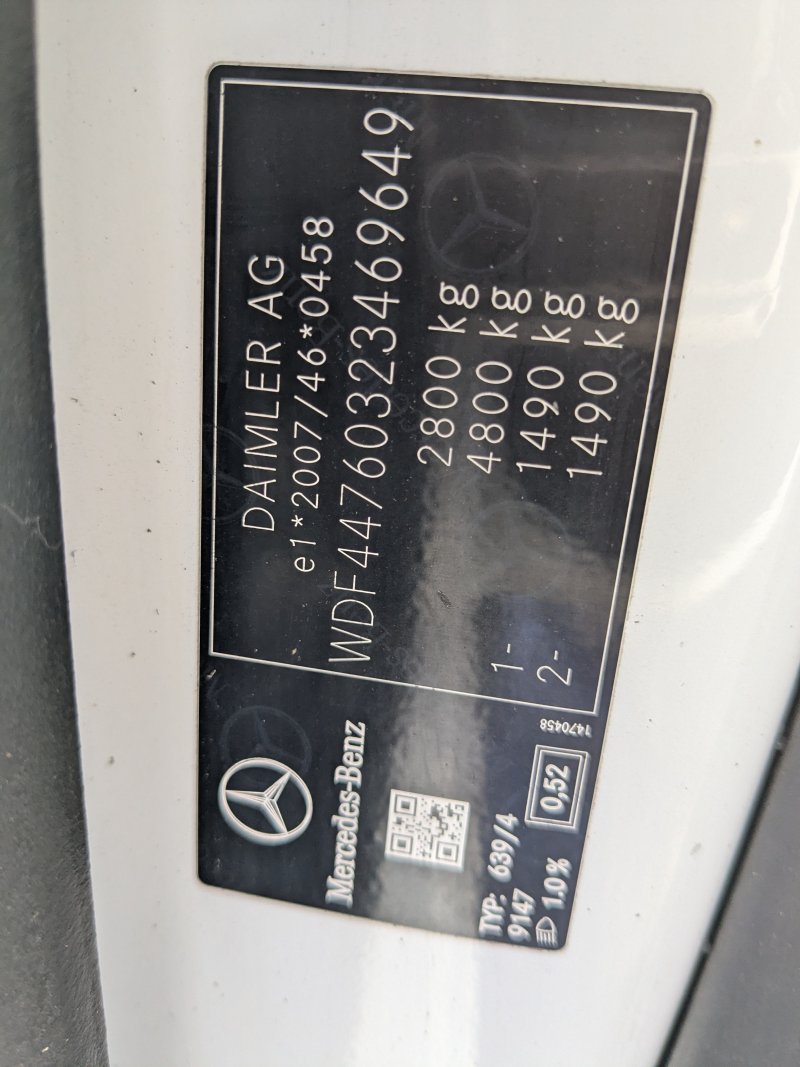 DAIMLER AG
e1*2007/46*0458
WDF44760323469649
2800 kg
4800 kg
1- 1490 kg
2- 1490 kg
Mercedes-Benz
TYP: 639/4
9147
1.0%
0,52
1470458